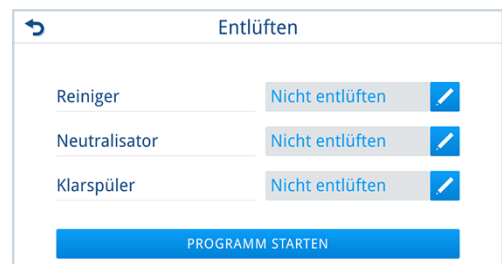 Entlüften
Reiniger Nicht entlüften
Neutralisator Nicht entlüften
Klarspüler Nicht entlüften
PROGRAMM STARTEN